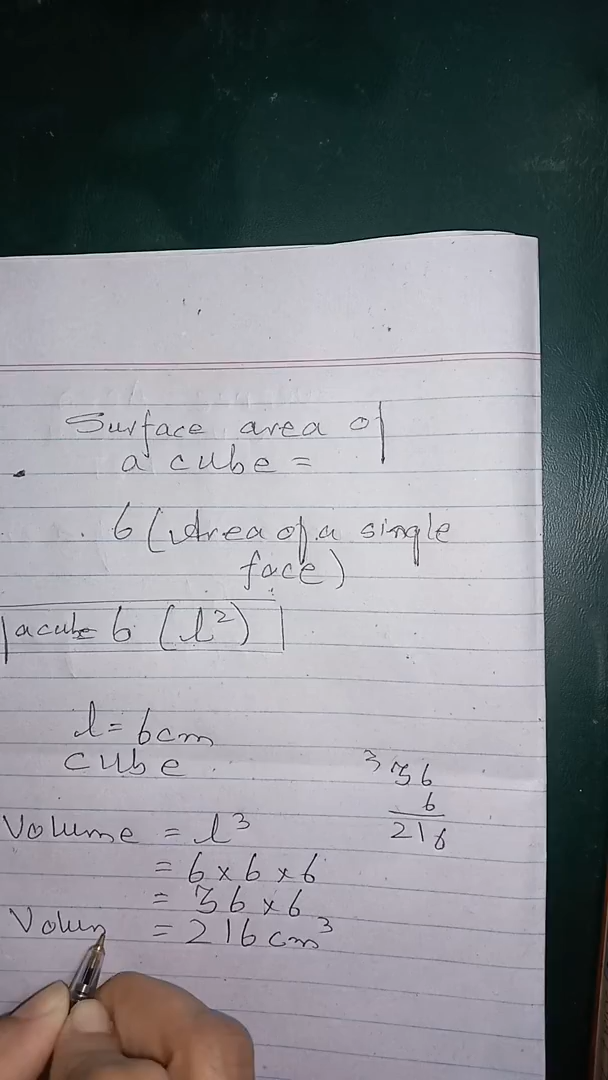 Surface area of
a cube =
6 (Area of a single
face)
a cube 6 (l²)
l = 6cm
cube
3 36
6
216
Volume = l³
= 6 × 6 × 6
= 36 × 6
Volum = 216 cm³